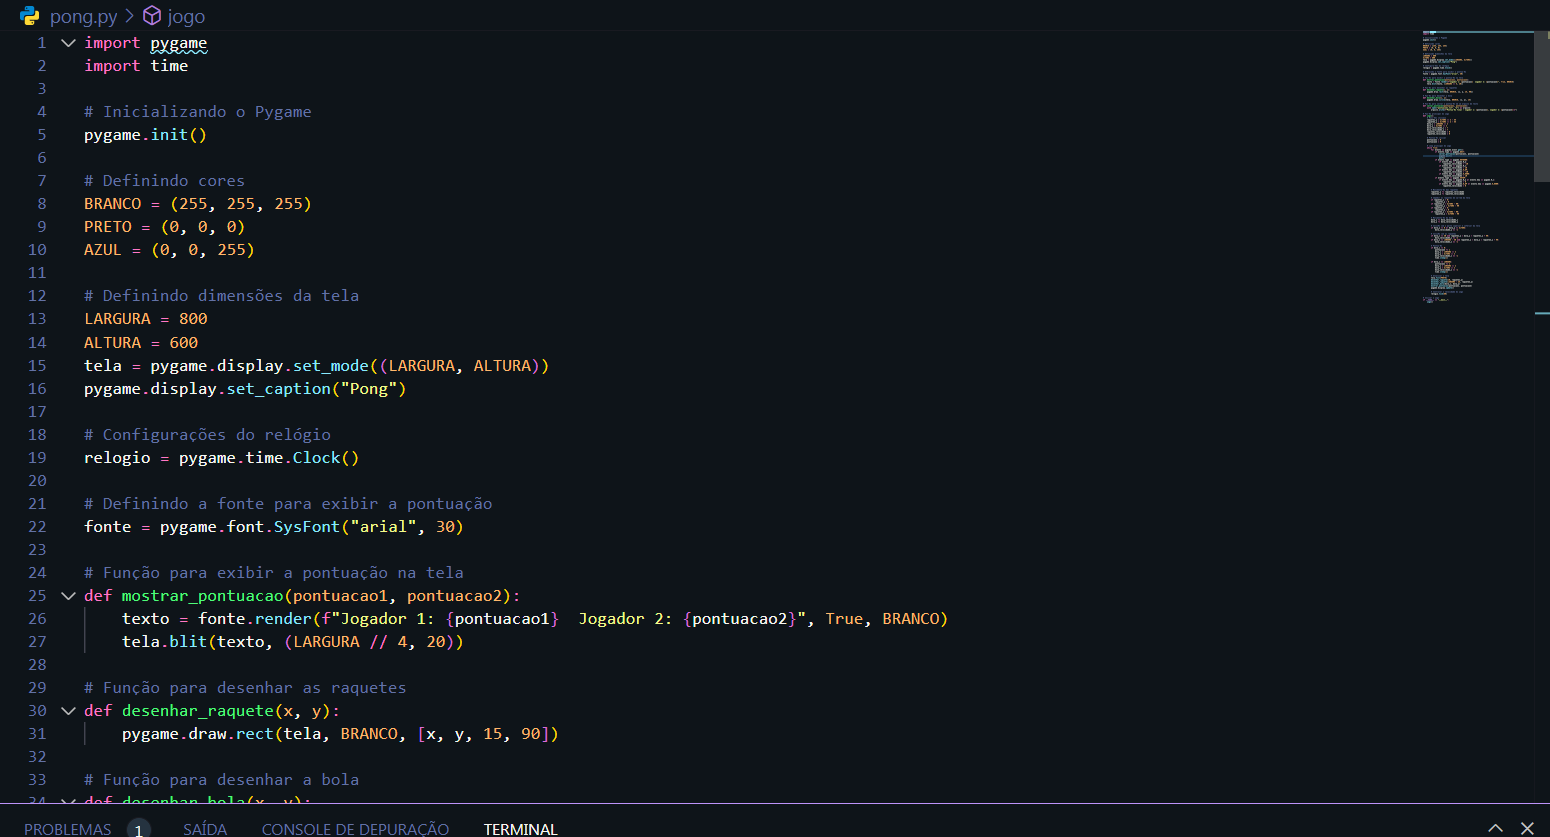 pong.py > jogo
1 import pygame
2 import time
3
4 # Inicializando o Pygame
5 pygame.init()
6
7 # Definindo cores
8 BRANCO = (255, 255, 255)
9 PRETO = (0, 0, 0)
10 AZUL = (0, 0, 255)
11
12 # Definindo dimensões da tela
13 LARGURA = 800
14 ALTURA = 600
15 tela = pygame.display.set_mode((LARGURA, ALTURA))
16 pygame.display.set_caption("Pong")
17
18 # Configurações do relógio
19 relogio = pygame.time.Clock()
20
21 # Definindo a fonte para exibir a pontuação
22 fonte = pygame.font.SysFont("arial", 30)
23
24 # Função para exibir a pontuação na tela
25 def mostrar_pontuacao(pontuacao1, pontuacao2):
26     texto = fonte.render(f"Jogador 1: {pontuacao1}  Jogador 2: {pontuacao2}", True, BRANCO)
27     tela.blit(texto, (LARGURA // 4, 20))
28
29 # Função para desenhar as raquetes
30 def desenhar_raquete(x, y):
31     pygame.draw.rect(tela, BRANCO, [x, y, 15, 90])
32
33 # Função para desenhar a bola
34 def desenhar_bola(x, y):
PROBLEMAS 1 SAÍDA CONSOLE DE DEPURAÇÃO TERMINAL